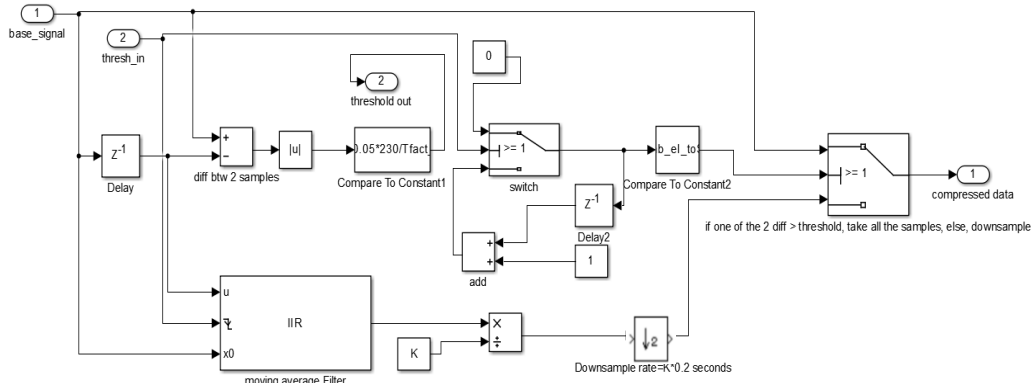 1
base_signal
2
thresh_in
0
2
threshold out
Z-1
Delay
+
−
diff btw 2 samples
|u|
0.05*230/Tfact_
Compare To Constant1
>= 1
switch
b_el_toS
Compare To Constant2
>= 1
1
compressed data
if one of the 2 diff > threshold, take all the samples, else, downsample
Z-1
Delay2
+
+
add
1
u
IIR
x0
moving average Filter
K
×
÷
↓2
Downsample rate=K*0.2 seconds